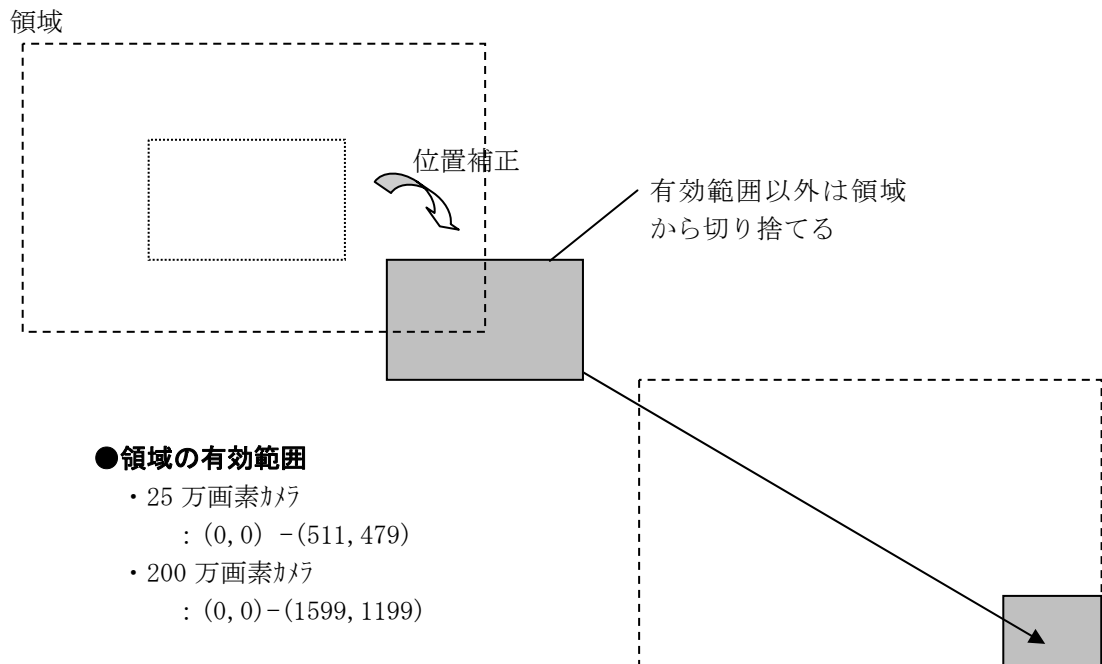 領域
位置補正
有効範囲以外は領域
から切り捨てる
●領域の有効範囲
・25 万画素ｶﾒﾗ
：(0,0) -(511,479)
・200 万画素ｶﾒﾗ
：(0,0)-(1599,1199)